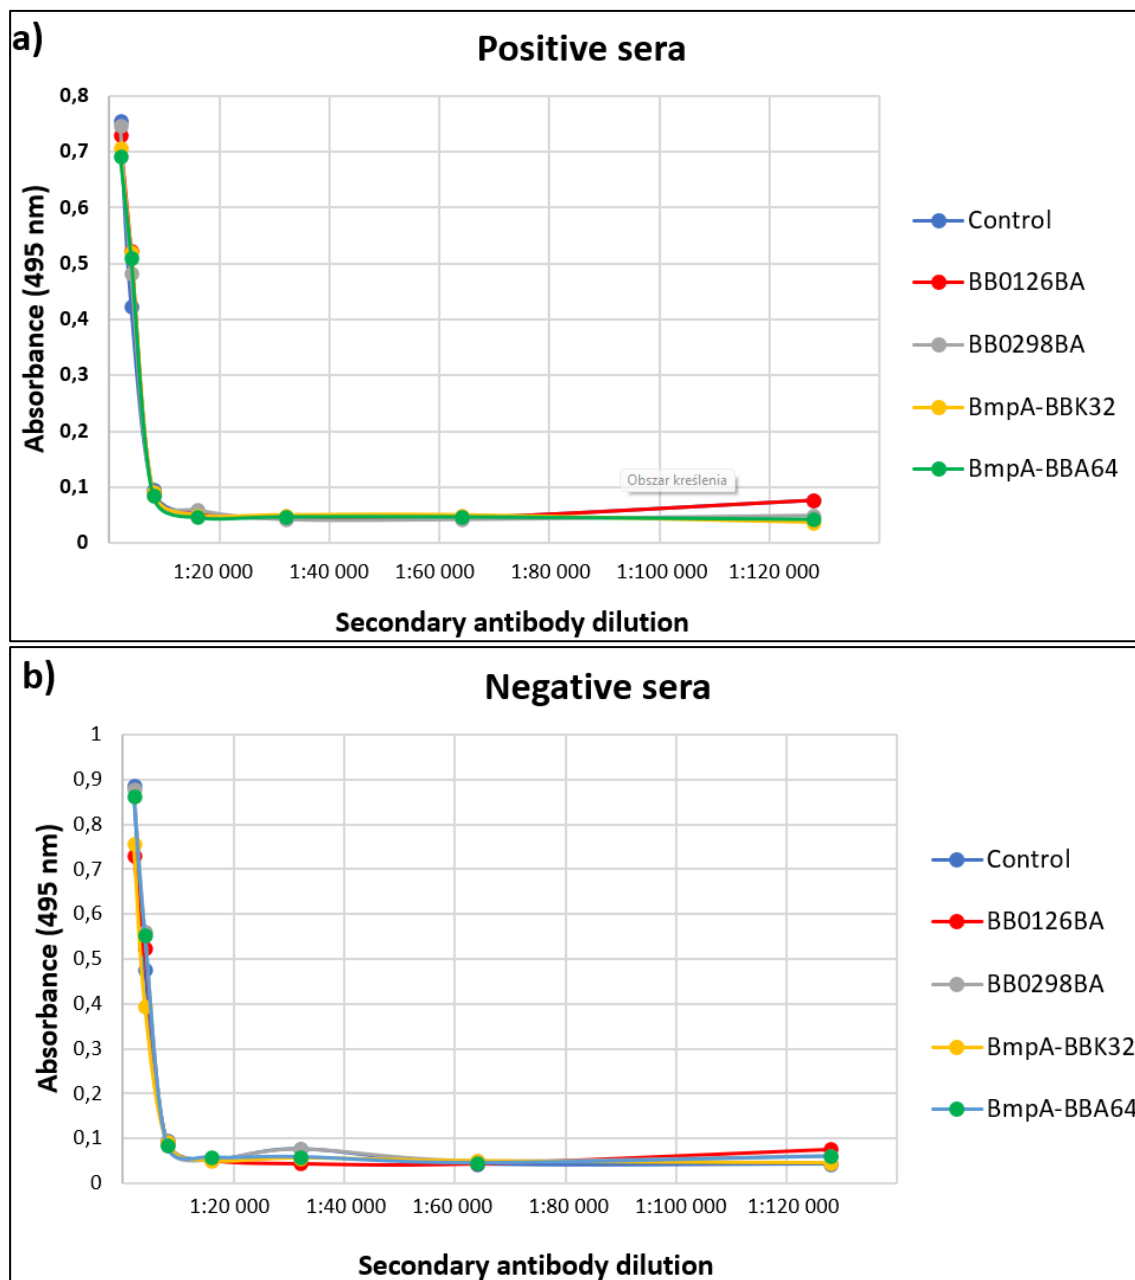 a)
Positive sera
0,8
0,7
0,6
0,5
0,4
0,3
0,2
0,1
0
Absorbance (495 nm)
Obszar kreślenia
1:20 000 1:40 000 1:60 000 1:80 000 1:100 000 1:120 000
Secondary antibody dilution
Control
BB0126BA
BB0298BA
BmpA-BBK32
BmpA-BBA64
b)
Negative sera
1
0,9
0,8
0,7
0,6
0,5
0,4
0,3
0,2
0,1
0
Absorbance (495 nm)
1:20 000 1:40 000 1:60 000 1:80 000 1:100 000 1:120 000
Secondary antibody dilution
Control
BB0126BA
BB0298BA
BmpA-BBK32
BmpA-BBA64